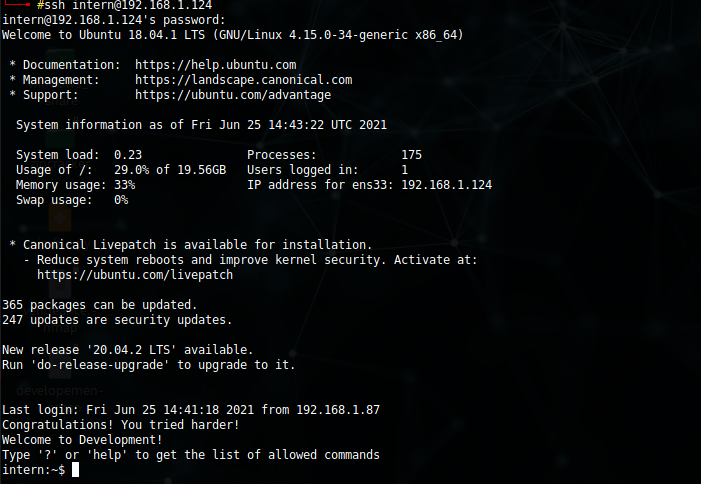 #ssh intern@192.168.1.124
intern@192.168.1.124's password:
Welcome to Ubuntu 18.04.1 LTS (GNU/Linux 4.15.0-34-generic x86_64)
* Documentation:  https://help.ubuntu.com
* Management:     https://landscape.canonical.com
* Support:        https://ubuntu.com/advantage
System information as of Fri Jun 25 14:43:22 UTC 2021
System load:  0.23               Processes:            175
Usage of /:   29.0% of 19.56GB   Users logged in:      1
Memory usage: 33%                IP address for ens33: 192.168.1.124
Swap usage:   0%
* Canonical Livepatch is available for installation.
- Reduce system reboots and improve kernel security. Activate at:
https://ubuntu.com/livepatch
365 packages can be updated.
247 updates are security updates.
New release '20.04.2 LTS' available.
Run 'do-release-upgrade' to upgrade to it.
developemen-
Last login: Fri Jun 25 14:41:18 2021 from 192.168.1.87
Congratulations! You tried harder!
Welcome to Development!
Type '?' or 'help' to get the list of allowed commands
intern:~$